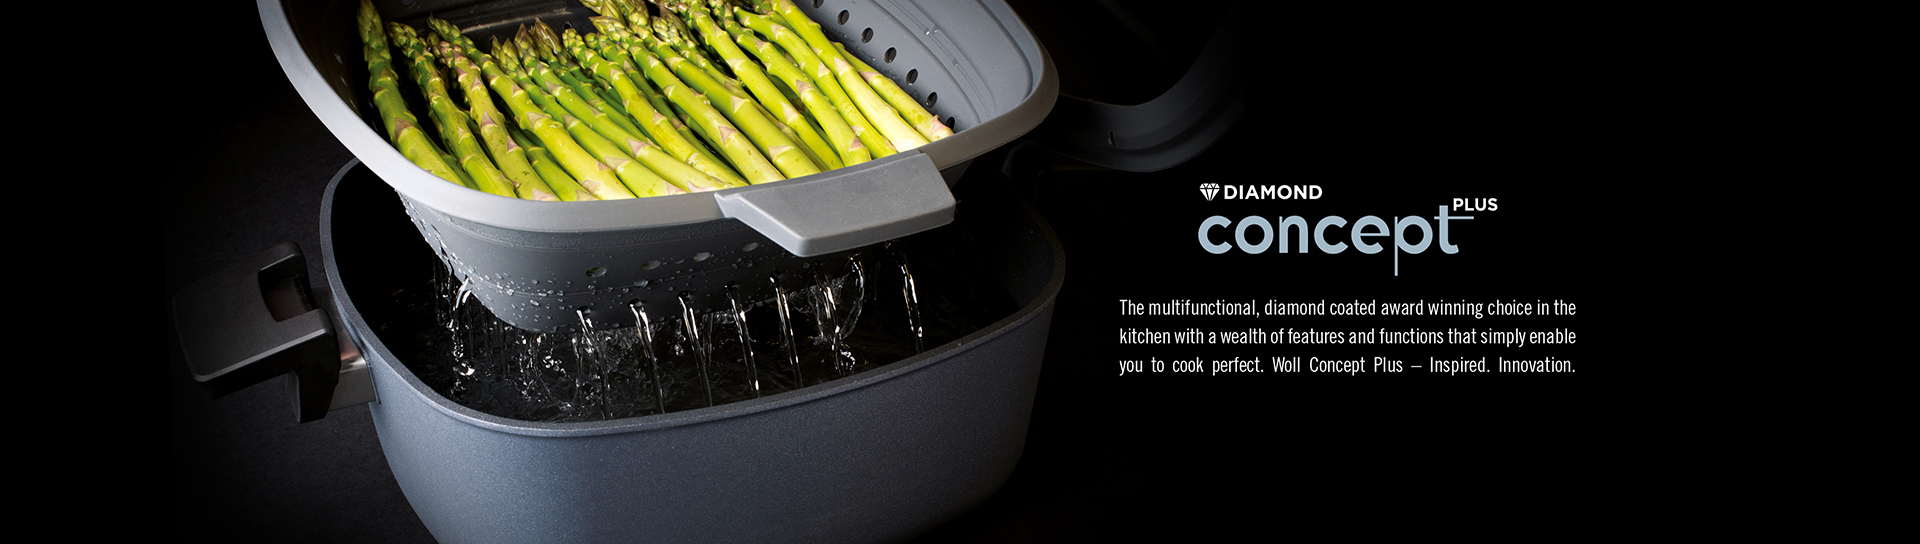 DIAMOND
concept PLUS
The multifunctional, diamond coated award winning choice in the
kitchen with a wealth of features and functions that simply enable
you to cook perfect. Woll Concept Plus – Inspired. Innovation.